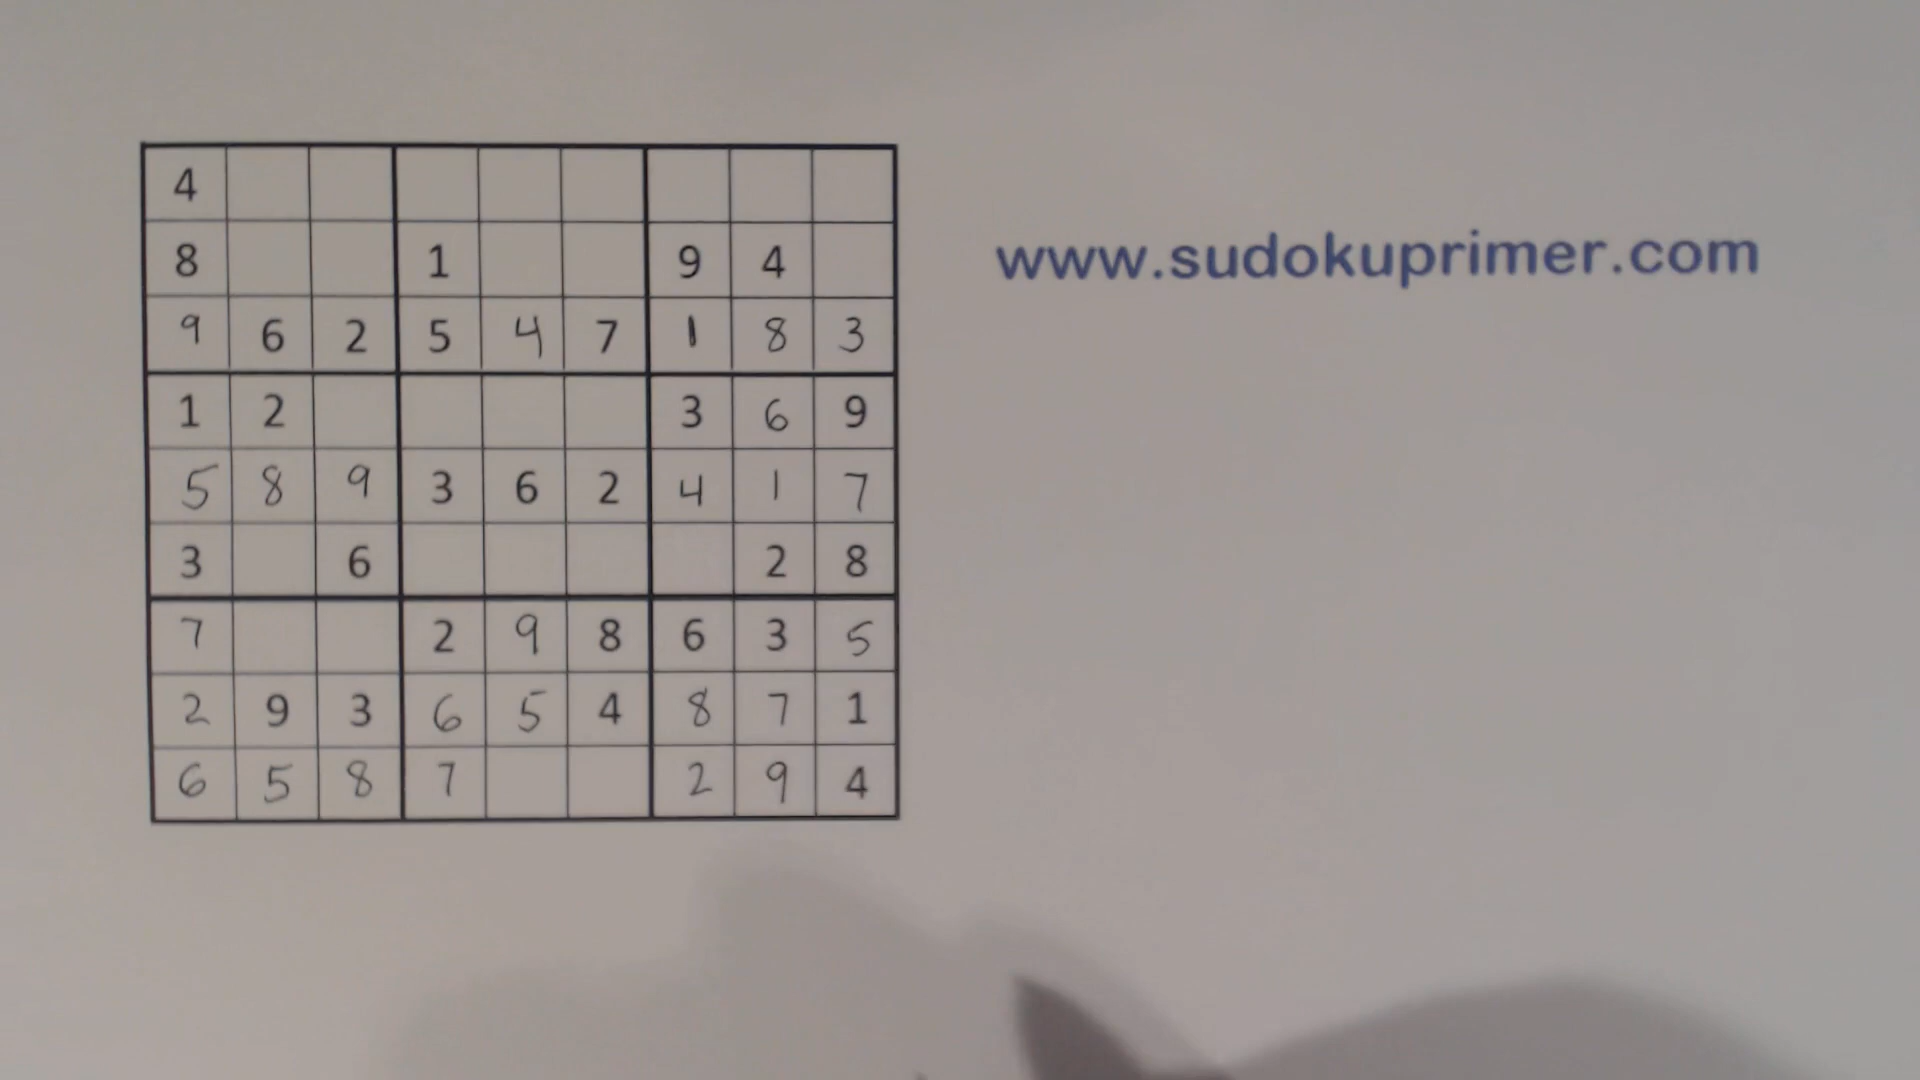 4
8 1 9 4
www.sudokuprimer.com
9 6 2 5 4 7 1 8 3
1 2 3 6 9
5 8 9 3 6 2 4 1 7
3 6 2 8
7 2 9 8 6 3 5
2 9 3 6 5 4 8 7 1
6 5 8 7 2 9 4